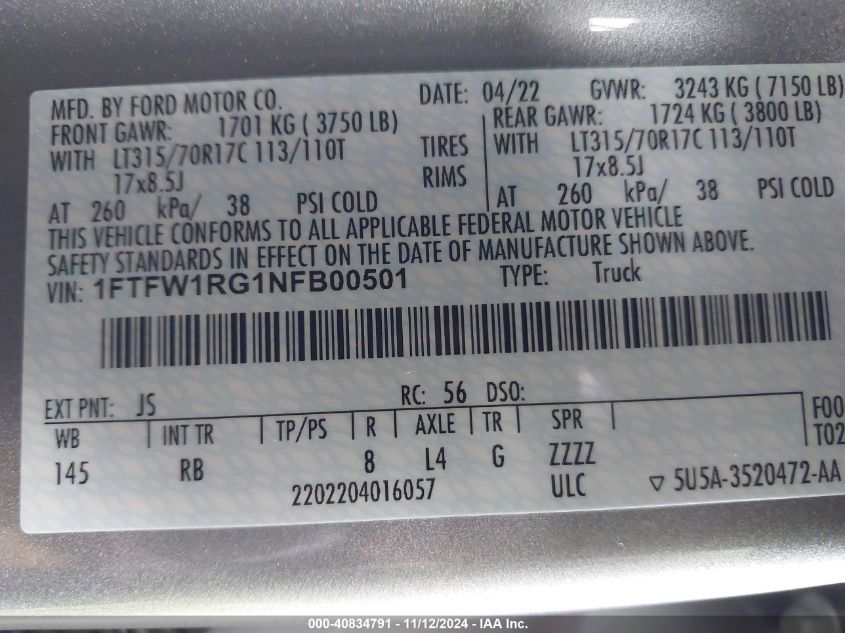 MFD. BY FORD MOTOR CO. DATE: 04/22 GVWR: 3243 KG ( 7150 LB)
FRONT GAWR: 1701 KG ( 3750 LB) REAR GAWR: 1724 KG ( 3800 LB)
WITH LT315/70R17C 113/110T TIRES WITH LT315/70R17C 113/110T
17x8.5J RIMS 17x8.5J
AT 260 kPa/ 38 PSI COLD AT 260 kPa/ 38 PSI COLD
THIS VEHICLE CONFORMS TO ALL APPLICABLE FEDERAL MOTOR VEHICLE
SAFETY STANDARDS IN EFFECT ON THE DATE OF MANUFACTURE SHOWN ABOVE.
VIN: 1FTFW1RG1NFB00501 TYPE: Truck
EXT PNT: JS RC: 56 DSO:
WB INT TR TP/PS R AXLE TR SPR F00
145 RB 8 L4 G ZZZZ T02
2202204016057 ULC ▽ 5U5A-3520472-AA
000-40834791 - 11/12/2024 - IAA Inc.